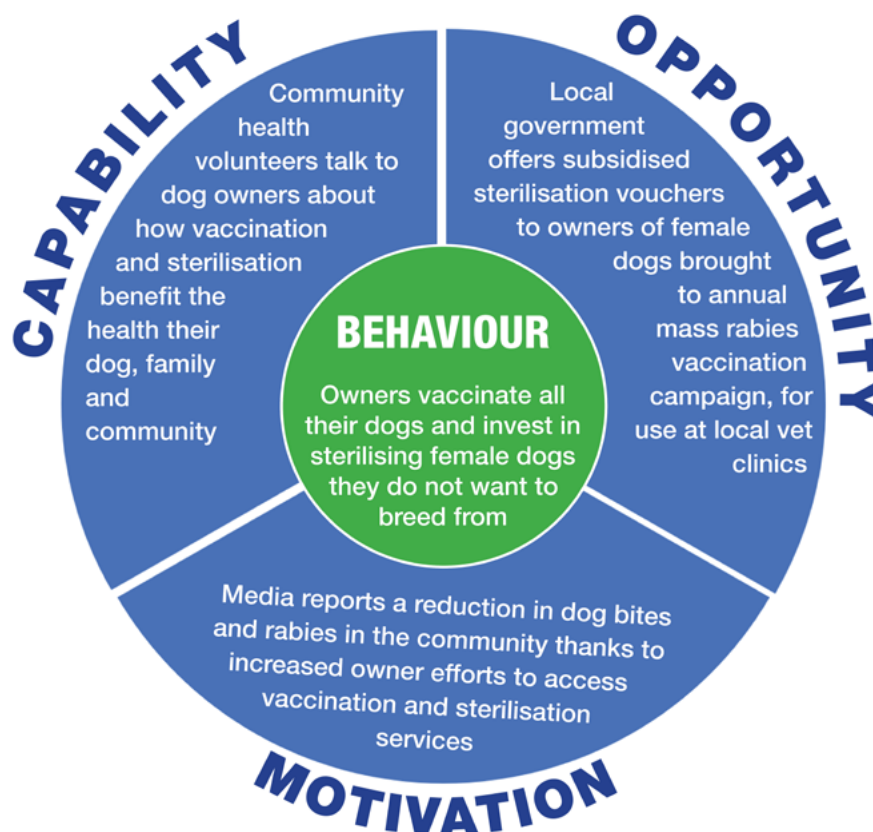 CAPABILITY
Community
health
volunteers talk to
dog owners about
how vaccination
and sterilisation
benefit the
health their
dog, family
and
community
OPPORTUNITY
Local
government
offers subsidised
sterilisation vouchers
to owners of female
dogs brought
to annual
mass rabies
vaccination
campaign, for
use at local vet
clinics
BEHAVIOUR
Owners vaccinate all
their dogs and invest in
sterilising female dogs
they do not want to
breed from
Media reports a reduction in dog bites
and rabies in the community thanks to
increased owner efforts to access
vaccination and sterilisation
services
MOTIVATION